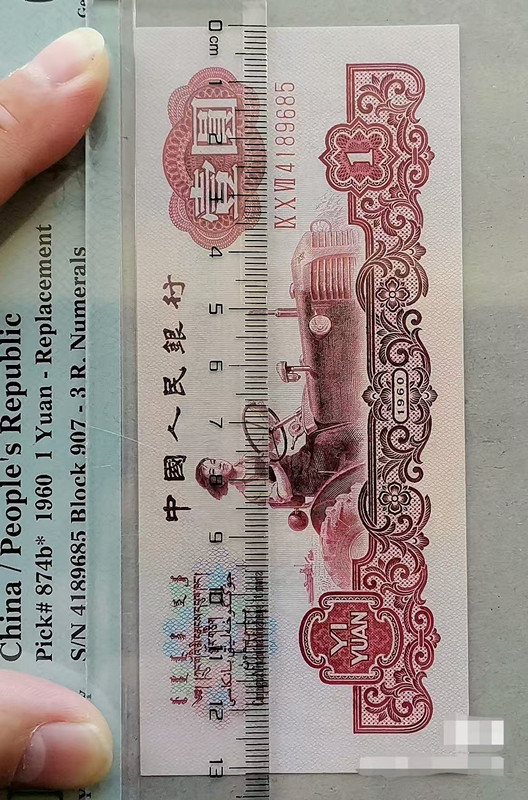 China / People's Republic
Pick# 874b* 1960 1 Yuan - Replacement
S/N 4189685 Block 907 - 3 R. Numerals
中國人民銀行
壹圓
0 cm 1 2 3 4 5 6 7 8 9 10 11 12 13
IX X VII 4189685
YI
YUAN
1960
1